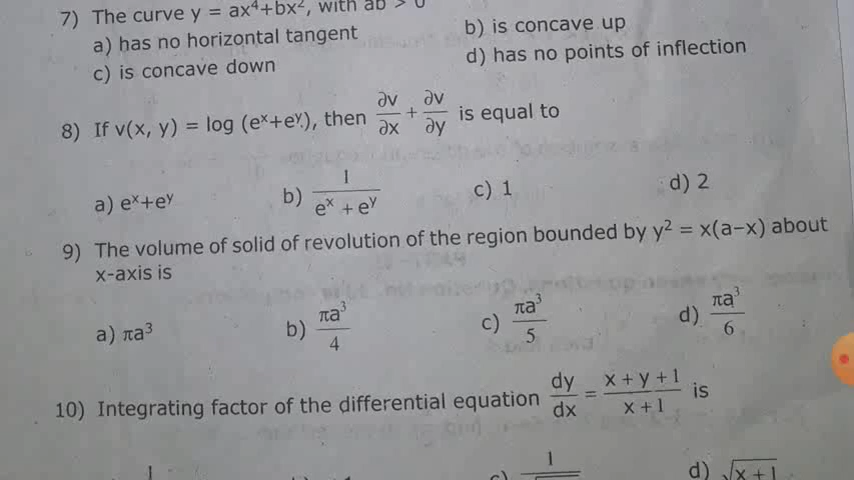 7) The curve y = ax⁴+bx², with ab > 0
a) has no horizontal tangent b) is concave up
c) is concave down d) has no points of inflection
8) If v(x, y) = log (eˣ+eʸ), then ∂v/∂x + ∂v/∂y is equal to
a) eˣ+eʸ b) 1/(eˣ + eʸ) c) 1 d) 2
9) The volume of solid of revolution of the region bounded by y² = x(a−x) about
x-axis is
a) πa³ b) πa³/4 c) πa³/5 d) πa³/6
10) Integrating factor of the differential equation dy/dx = (x + y + 1)/(x + 1) is
1 c) 1 d) √(x + 1)